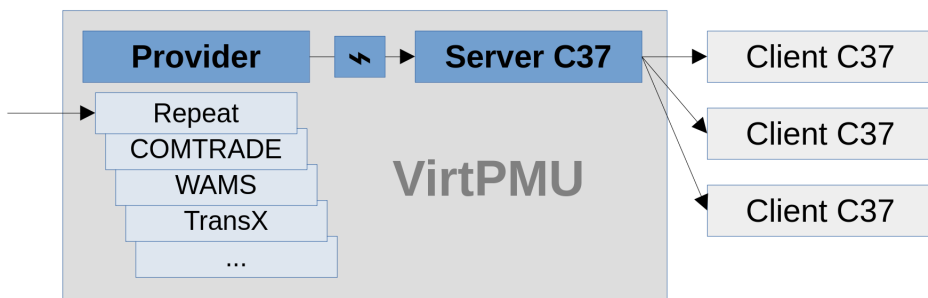 Provider
Server C37
Client C37
Repeat
COMTRADE
Client C37
WAMS
VirtPMU
TransX
Client C37
...